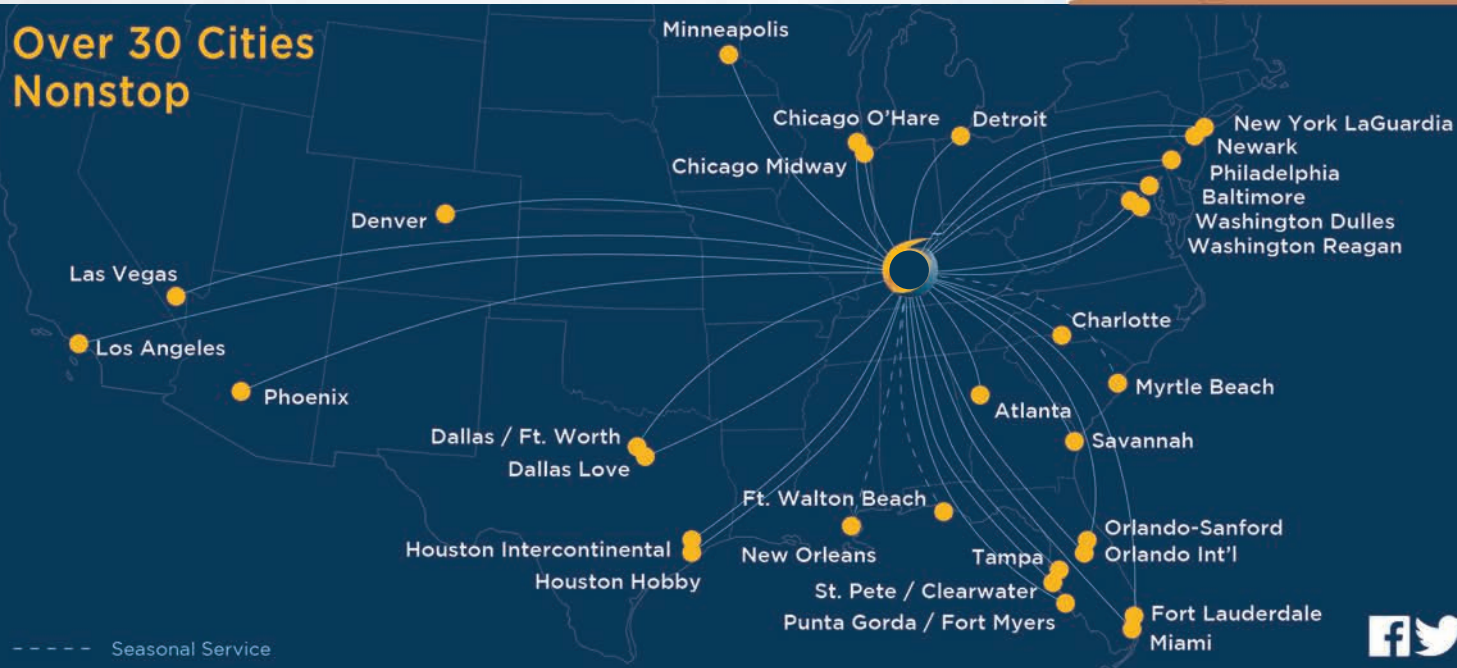 Over 30 Cities
Nonstop
Minneapolis
Chicago O'Hare
Detroit
New York LaGuardia
Newark
Chicago Midway
Philadelphia
Baltimore
Denver
Washington Dulles
Washington Reagan
Las Vegas
Charlotte
Los Angeles
Myrtle Beach
Phoenix
Atlanta
Dallas / Ft. Worth
Savannah
Dallas Love
Ft. Walton Beach
Orlando-Sanford
Houston Intercontinental
New Orleans
Tampa
Orlando Int'l
Houston Hobby
St. Pete / Clearwater
Fort Lauderdale
Punta Gorda / Fort Myers
Miami
Seasonal Service